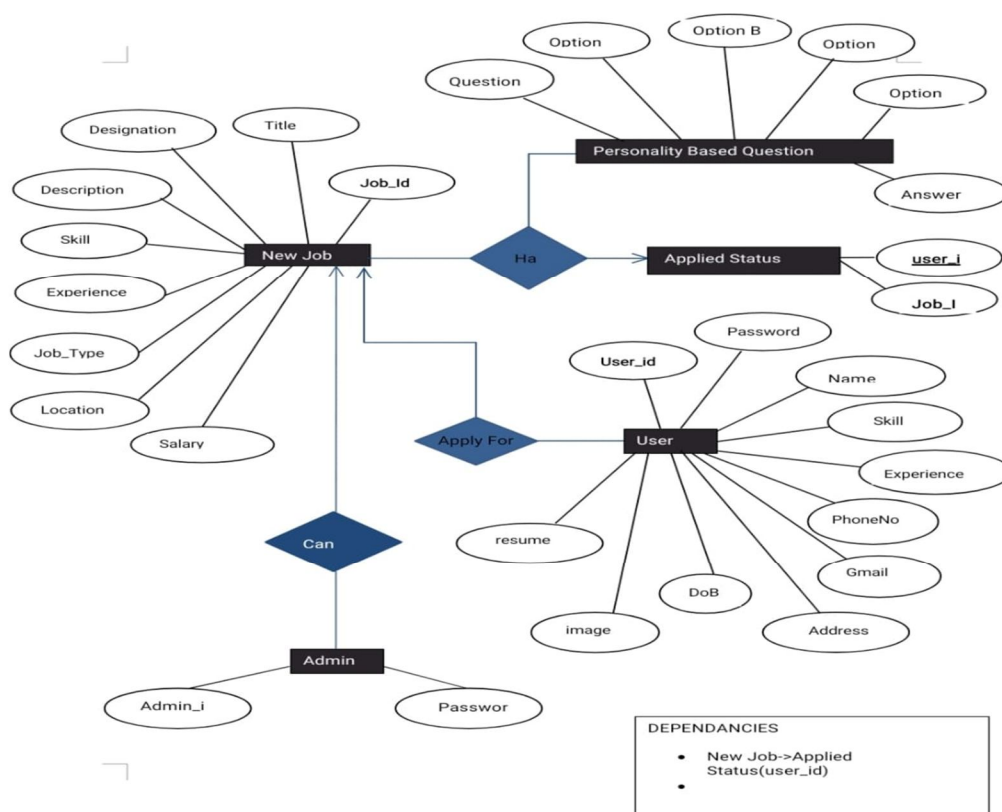 Option
Option B
Option
Question
Option
Designation
Title
Personality Based Question
Description
Job_Id
Answer
Skill
New Job
Ha
Applied Status
user_i
Experience
Job_I
Password
Job_Type
User_id
Name
Location
Skill
Salary
Apply For
User
Experience
PhoneNo
resume
Can
Gmail
DoB
image
Address
Admin
Admin_i
Passwor
DEPENDANCIES
• New Job->Applied
Status(user_id)
•